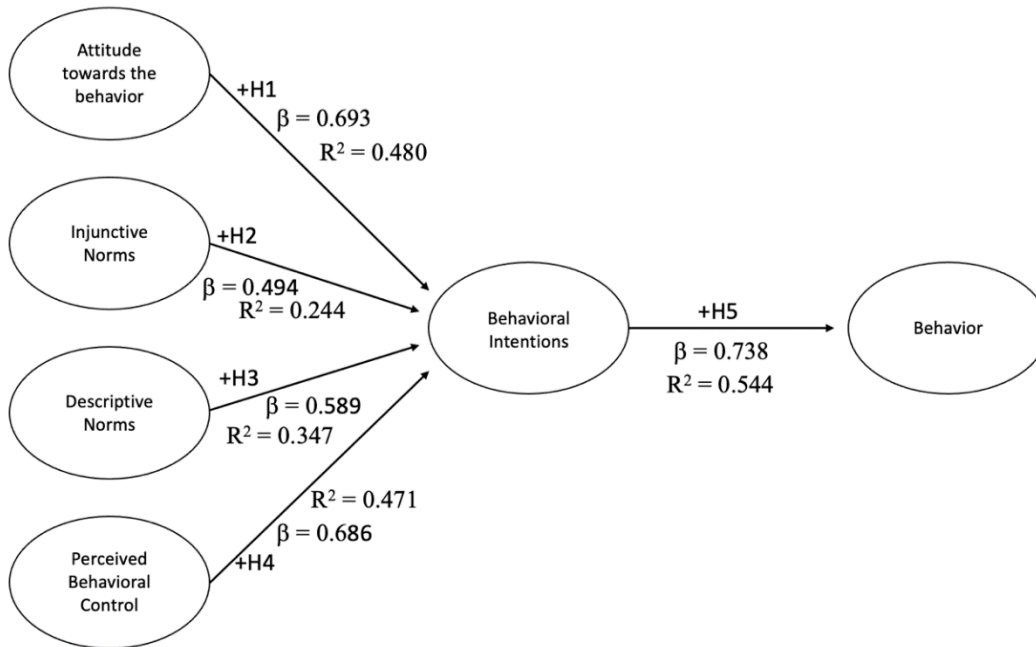 Attitude
towards the
behavior
+H1
β = 0.693
R² = 0.480
Injunctive
Norms
+H2
β = 0.494
R² = 0.244
Descriptive
Norms
+H3
β = 0.589
R² = 0.347
Perceived
Behavioral
Control
R² = 0.471
β = 0.686
+H4
Behavioral
Intentions
+H5
β = 0.738
R² = 0.544
Behavior